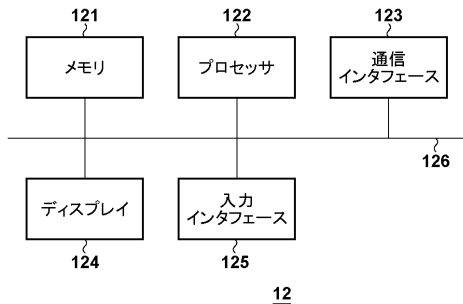 121
122
123
メモリ
プロセッサ
通信
インタフェース
126
ディスプレイ
入力
インタフェース
124
125
12